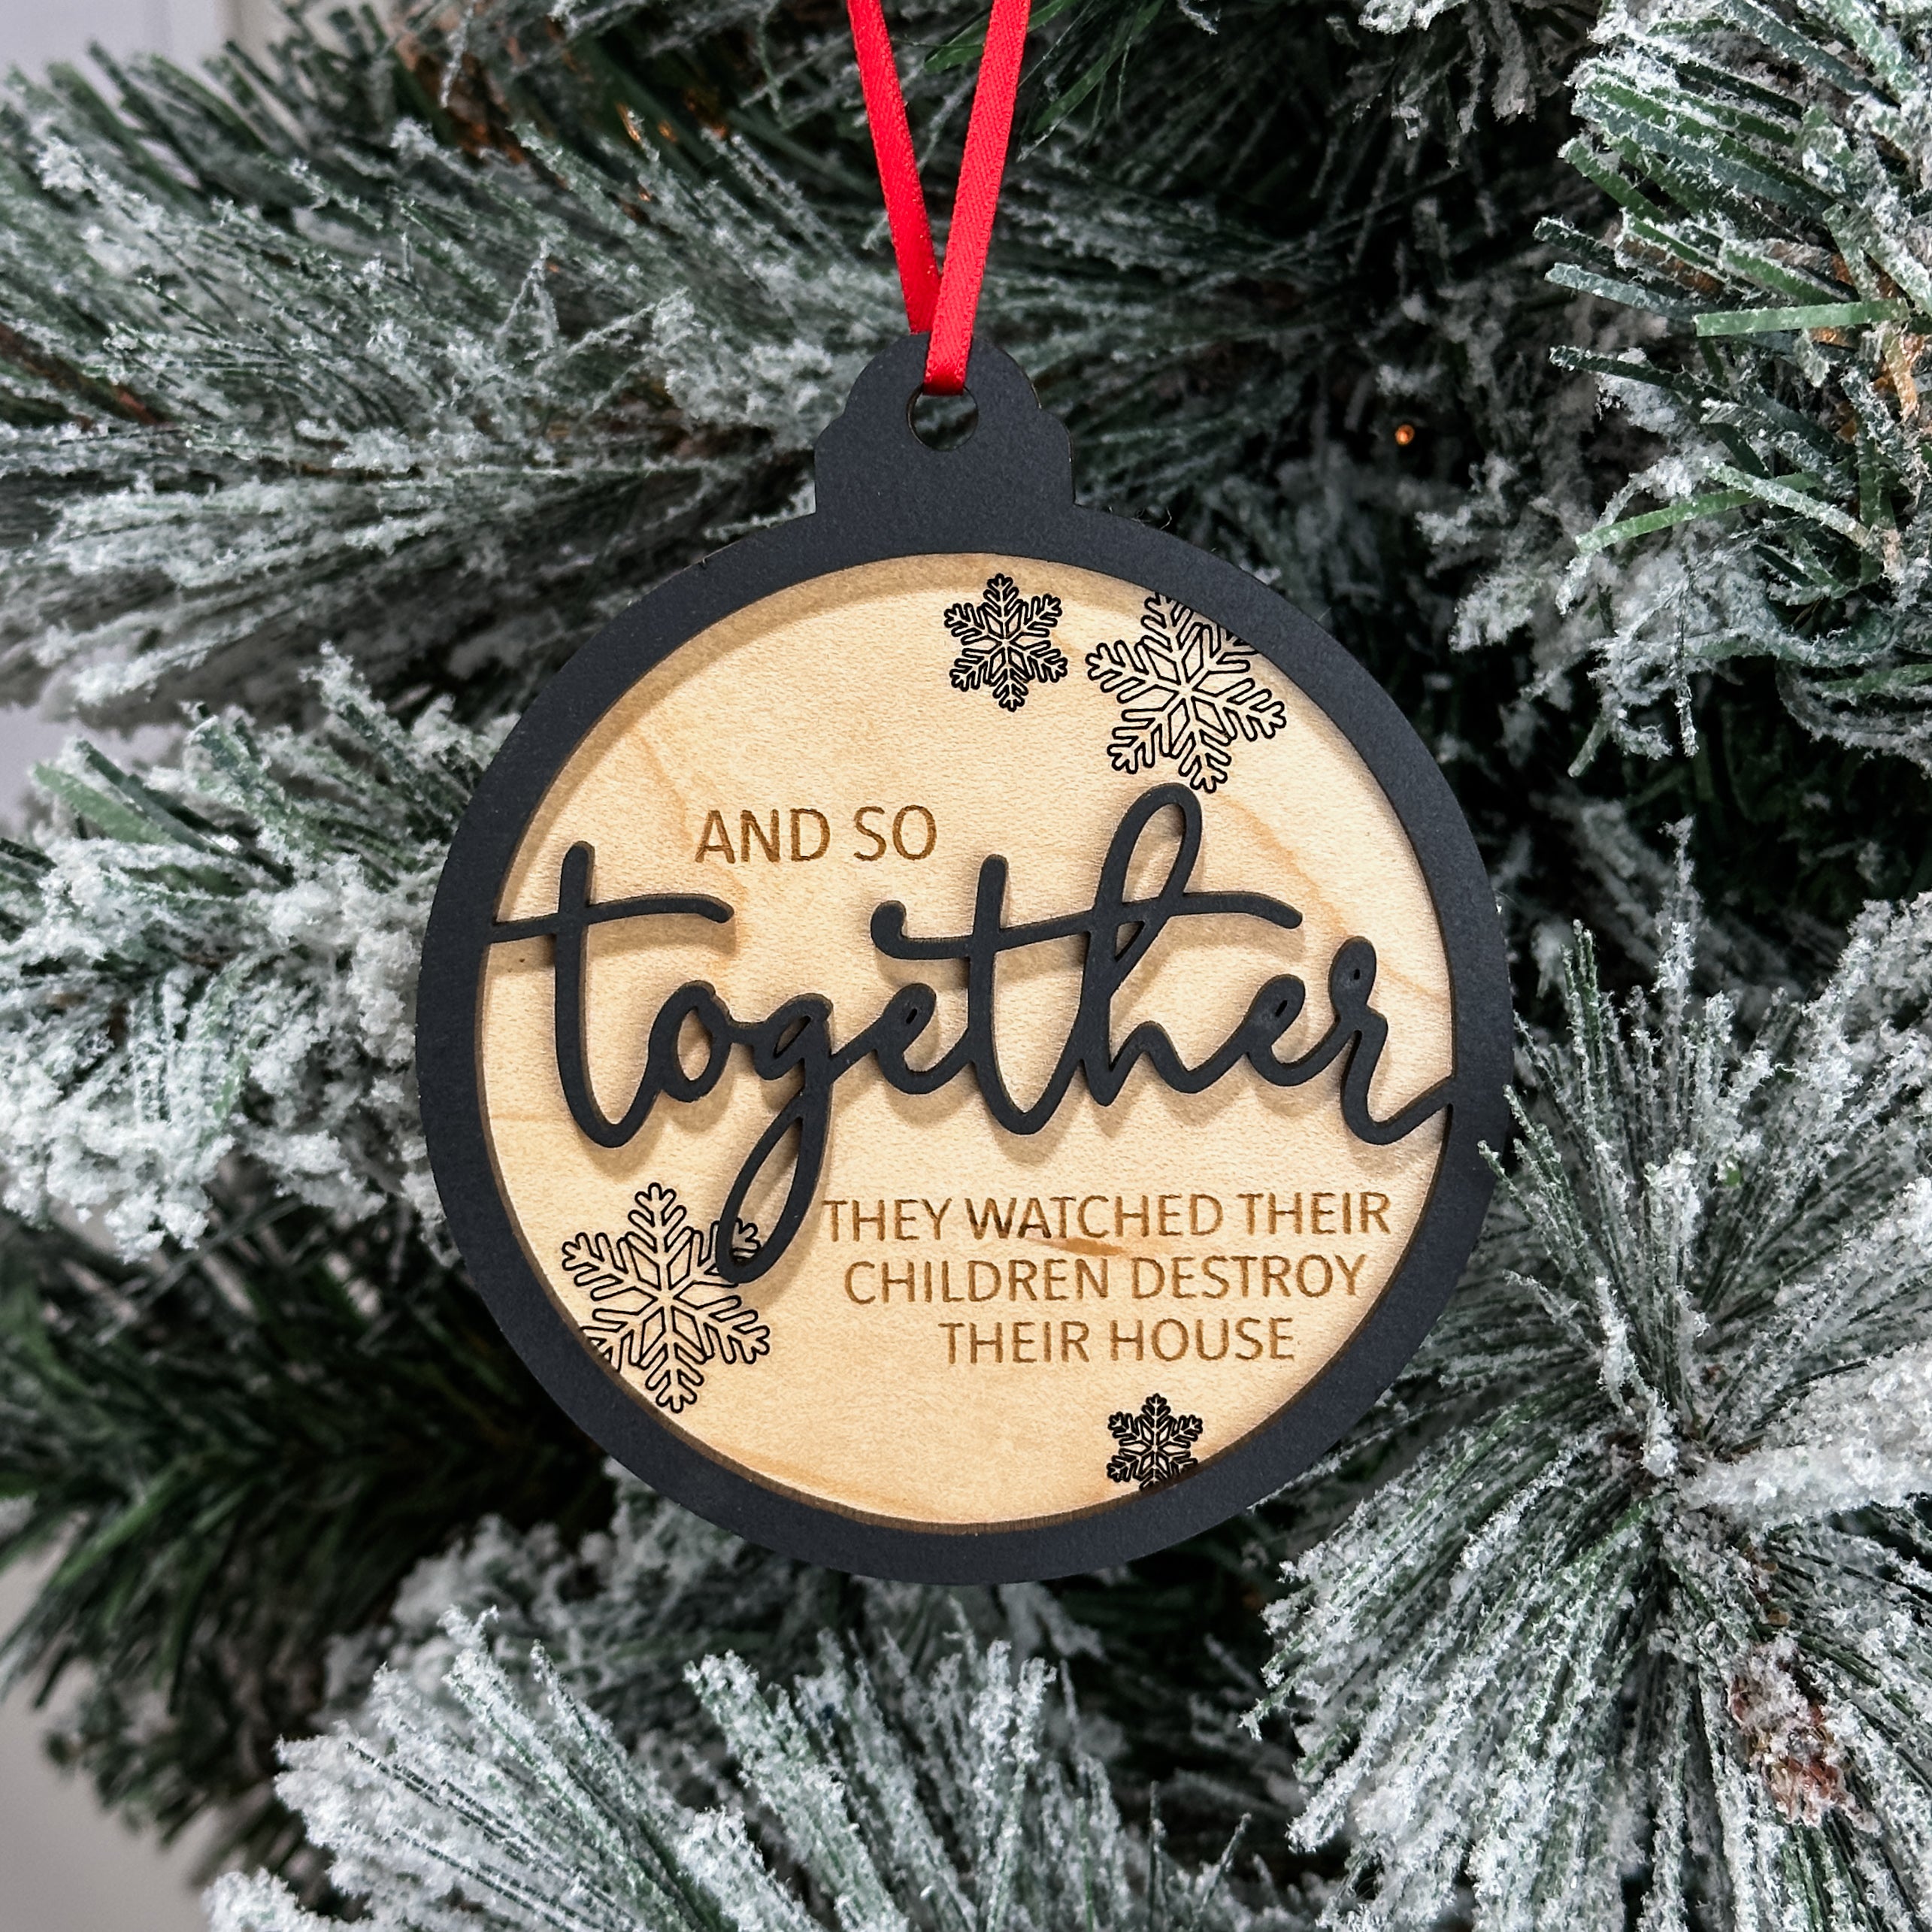 AND SO
together
THEY WATCHED THEIR
CHILDREN DESTROY
THEIR HOUSE